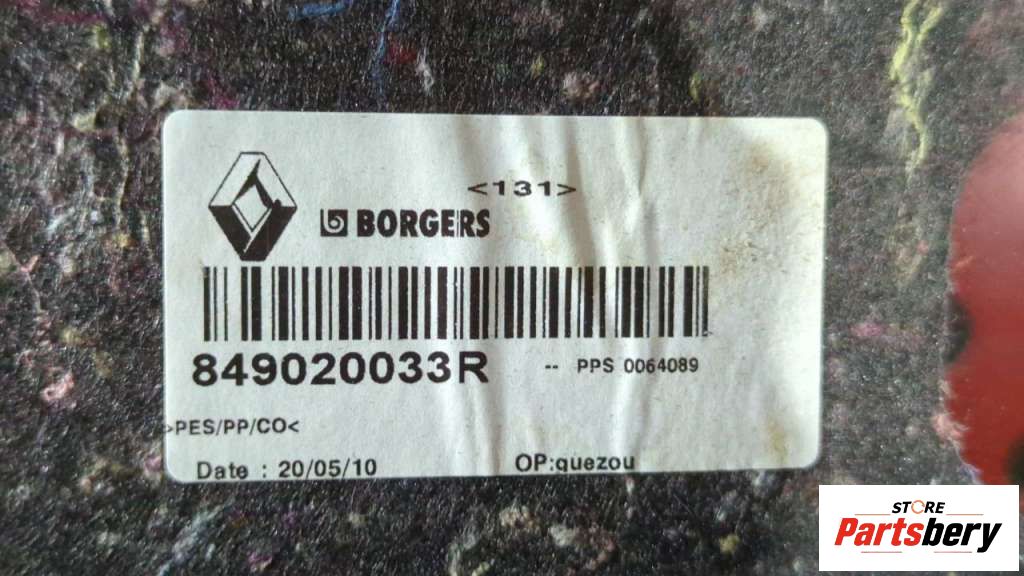 <131>
BORGERS
849020033R -- PPS 0064089
>PES/PP/CO<
Date : 20/05/10 OP:quezou
STORE
Partsbery